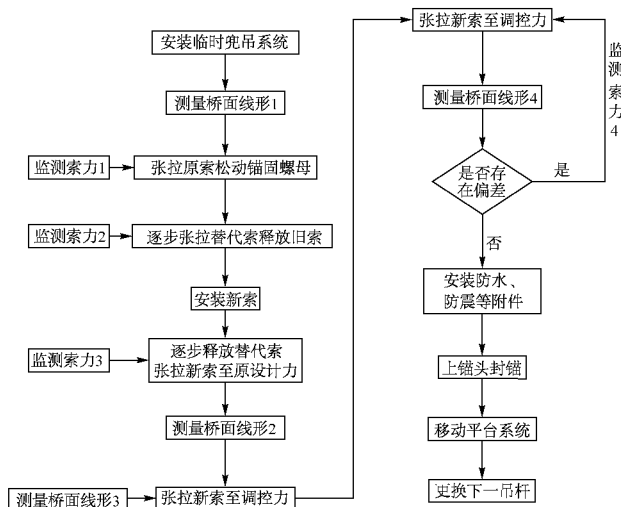 安装临时兜吊系统
测量桥面线形1
监测索力1
张拉原索松动锚固螺母
监测索力2
逐步张拉替代索释放旧索
安装新索
监测索力3
逐步释放替代索
张拉新索至原设计力
测量桥面线形2
测量桥面线形3
张拉新索至调控力
张拉新索至调控力
监测索力4
测量桥面线形4
是否存
在偏差
是
否
安装防水、
防震等附件
上锚头封锚
移动平台系统
更换下一吊杆